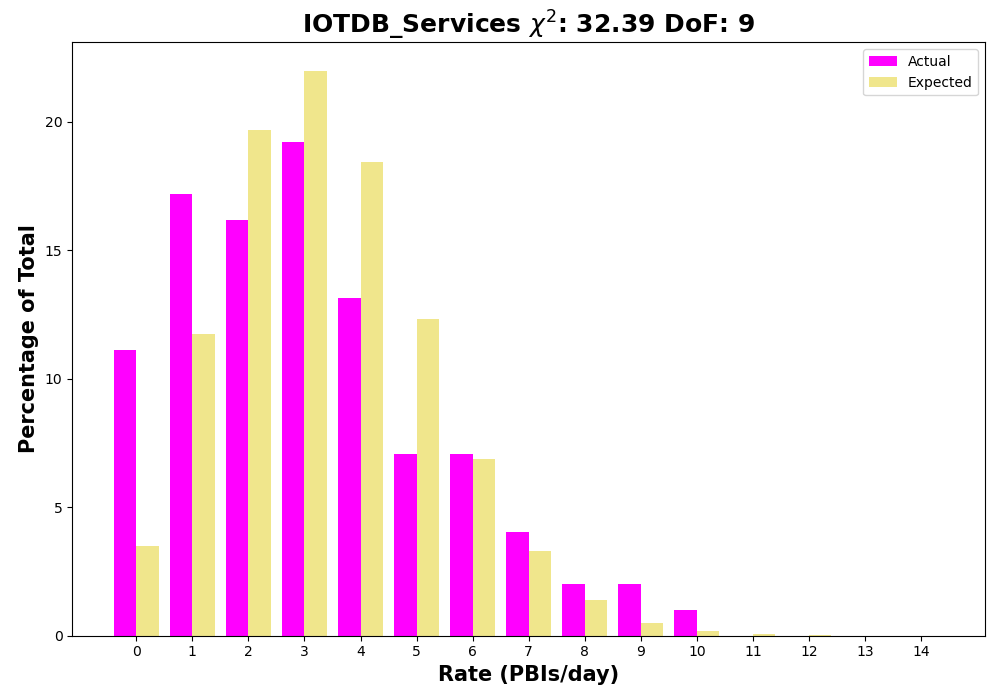 IOTDB_Services χ²: 32.39 DoF: 9
Actual
Expected
Percentage of Total
20
15
10
5
0
0 1 2 3 4 5 6 7 8 9 10 11 12 13 14
Rate (PBIs/day)